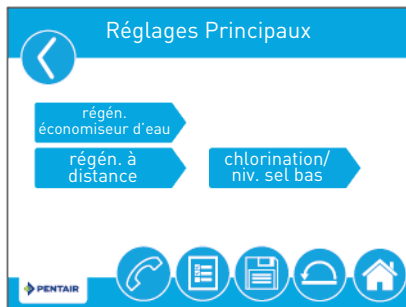 Réglages Principaux
régén.
économiseur d'eau
régén. à
distance
chlorination/
niv. sel bas
PENTAIR